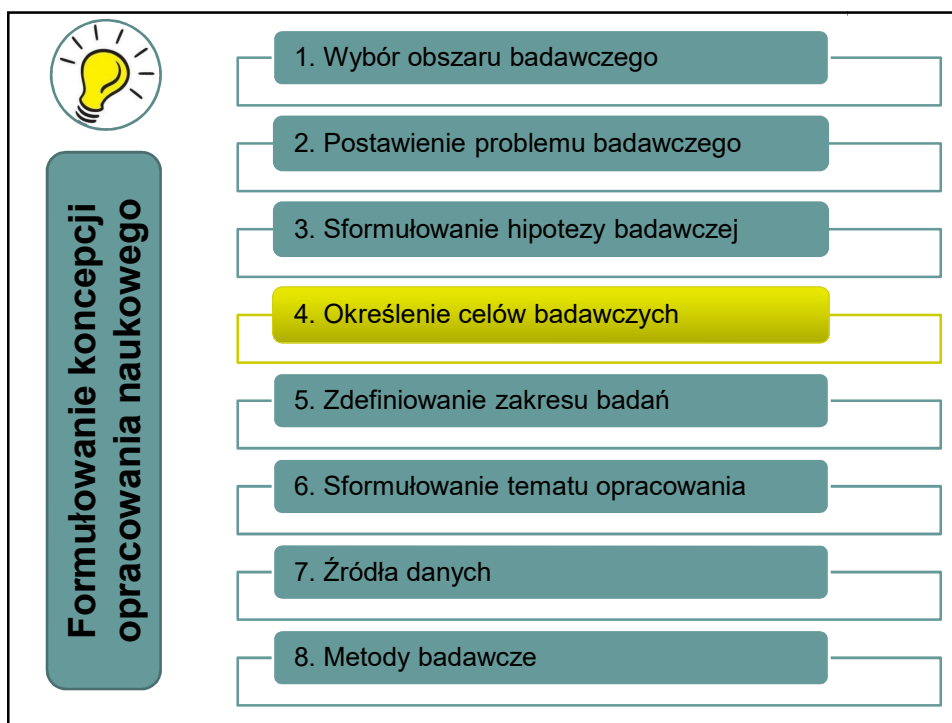 Formułowanie koncepcji
opracowania naukowego
1. Wybór obszaru badawczego
2. Postawienie problemu badawczego
3. Sformułowanie hipotezy badawczej
4. Określenie celów badawczych
5. Zdefiniowanie zakresu badań
6. Sformułowanie tematu opracowania
7. Źródła danych
8. Metody badawcze